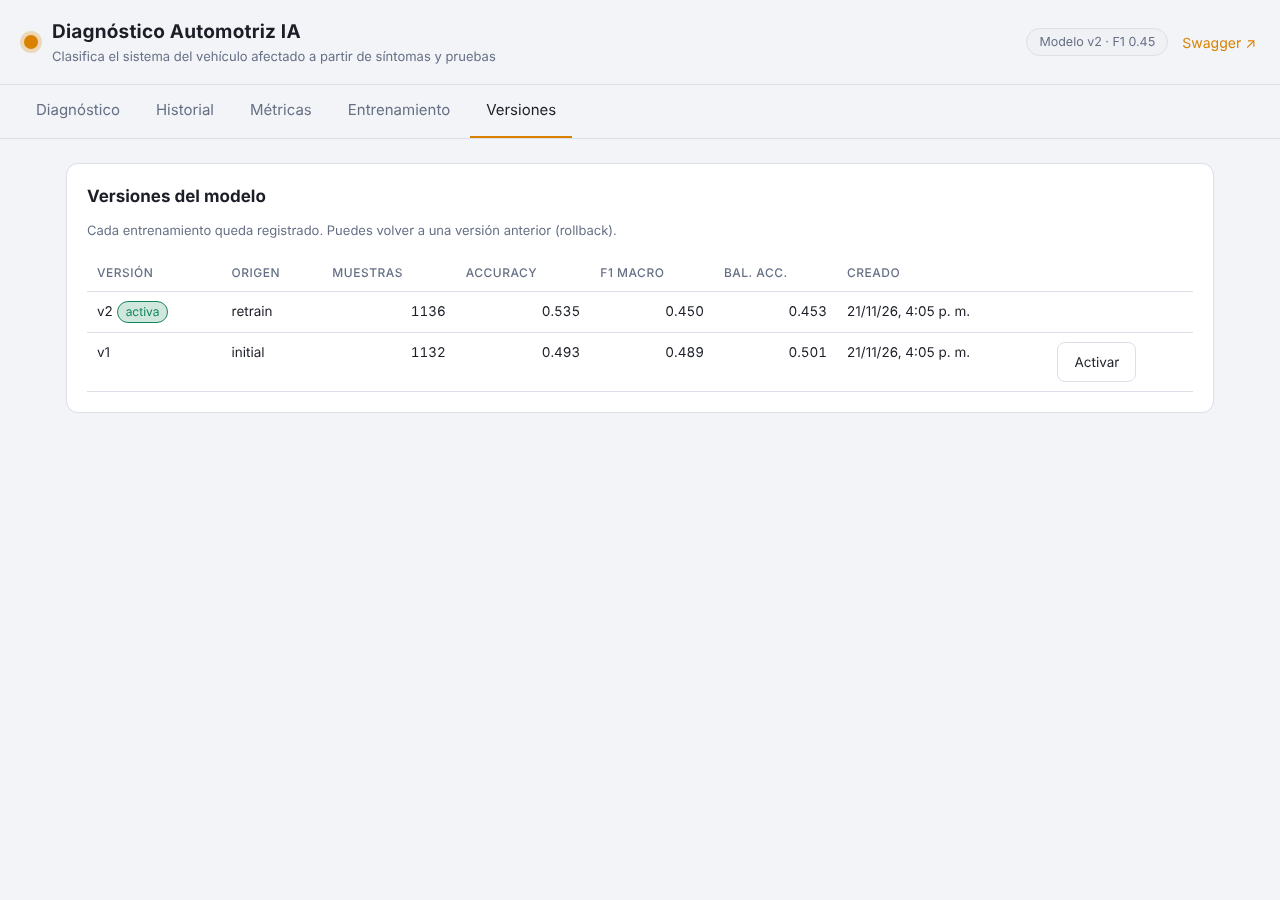 Diagnóstico Automotriz IA
Clasifica el sistema del vehículo afectado a partir de síntomas y pruebas
Modelo v2 · F1 0.45
Swagger ↗
Diagnóstico Historial Métricas Entrenamiento Versiones
Versiones del modelo
Cada entrenamiento queda registrado. Puedes volver a una versión anterior (rollback).
VERSIÓN ORIGEN MUESTRAS ACCURACY F1 MACRO BAL. ACC. CREADO
v2 activa retrain 1136 0.535 0.450 0.453 21/11/26, 4:05 p. m.
v1 initial 1132 0.493 0.489 0.501 21/11/26, 4:05 p. m. Activar